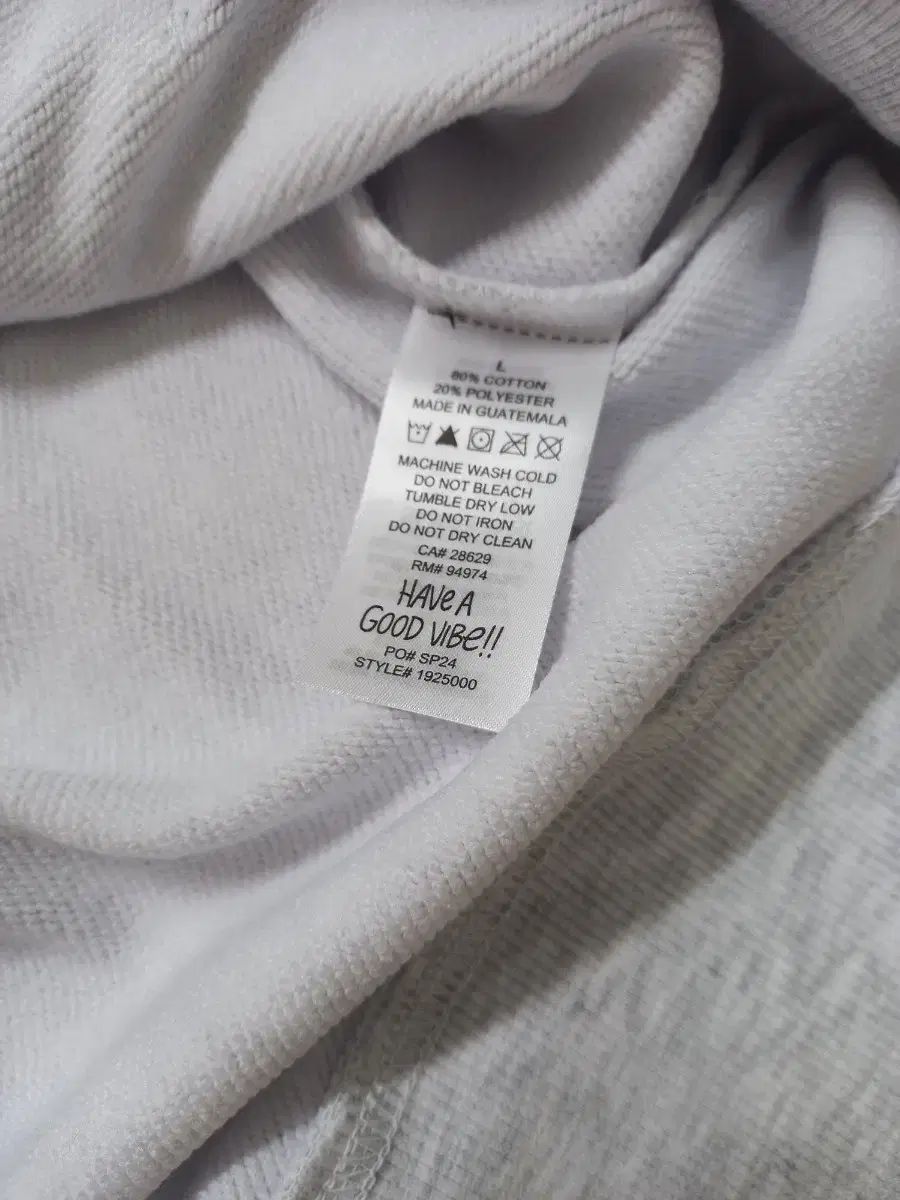 L
80% COTTON
20% POLYESTER
MADE IN GUATEMALA
MACHINE WASH COLD
DO NOT BLEACH
TUMBLE DRY LOW
DO NOT IRON
DO NOT DRY CLEAN
CA# 28629
RM# 94974
HAVe A
GOOD VIBe!!
PO# SP24
STYLE# 1925000